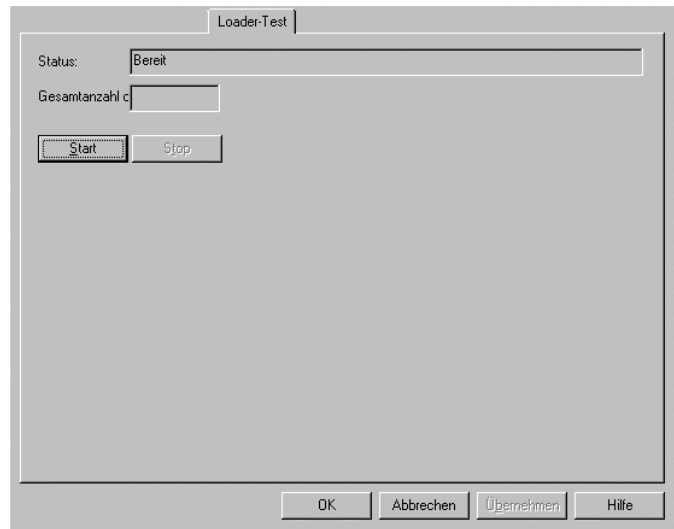 Loader-Test
Status: Bereit
Gesamtanzahl c
Start Stop
OK Abbrechen Übernehmen Hilfe